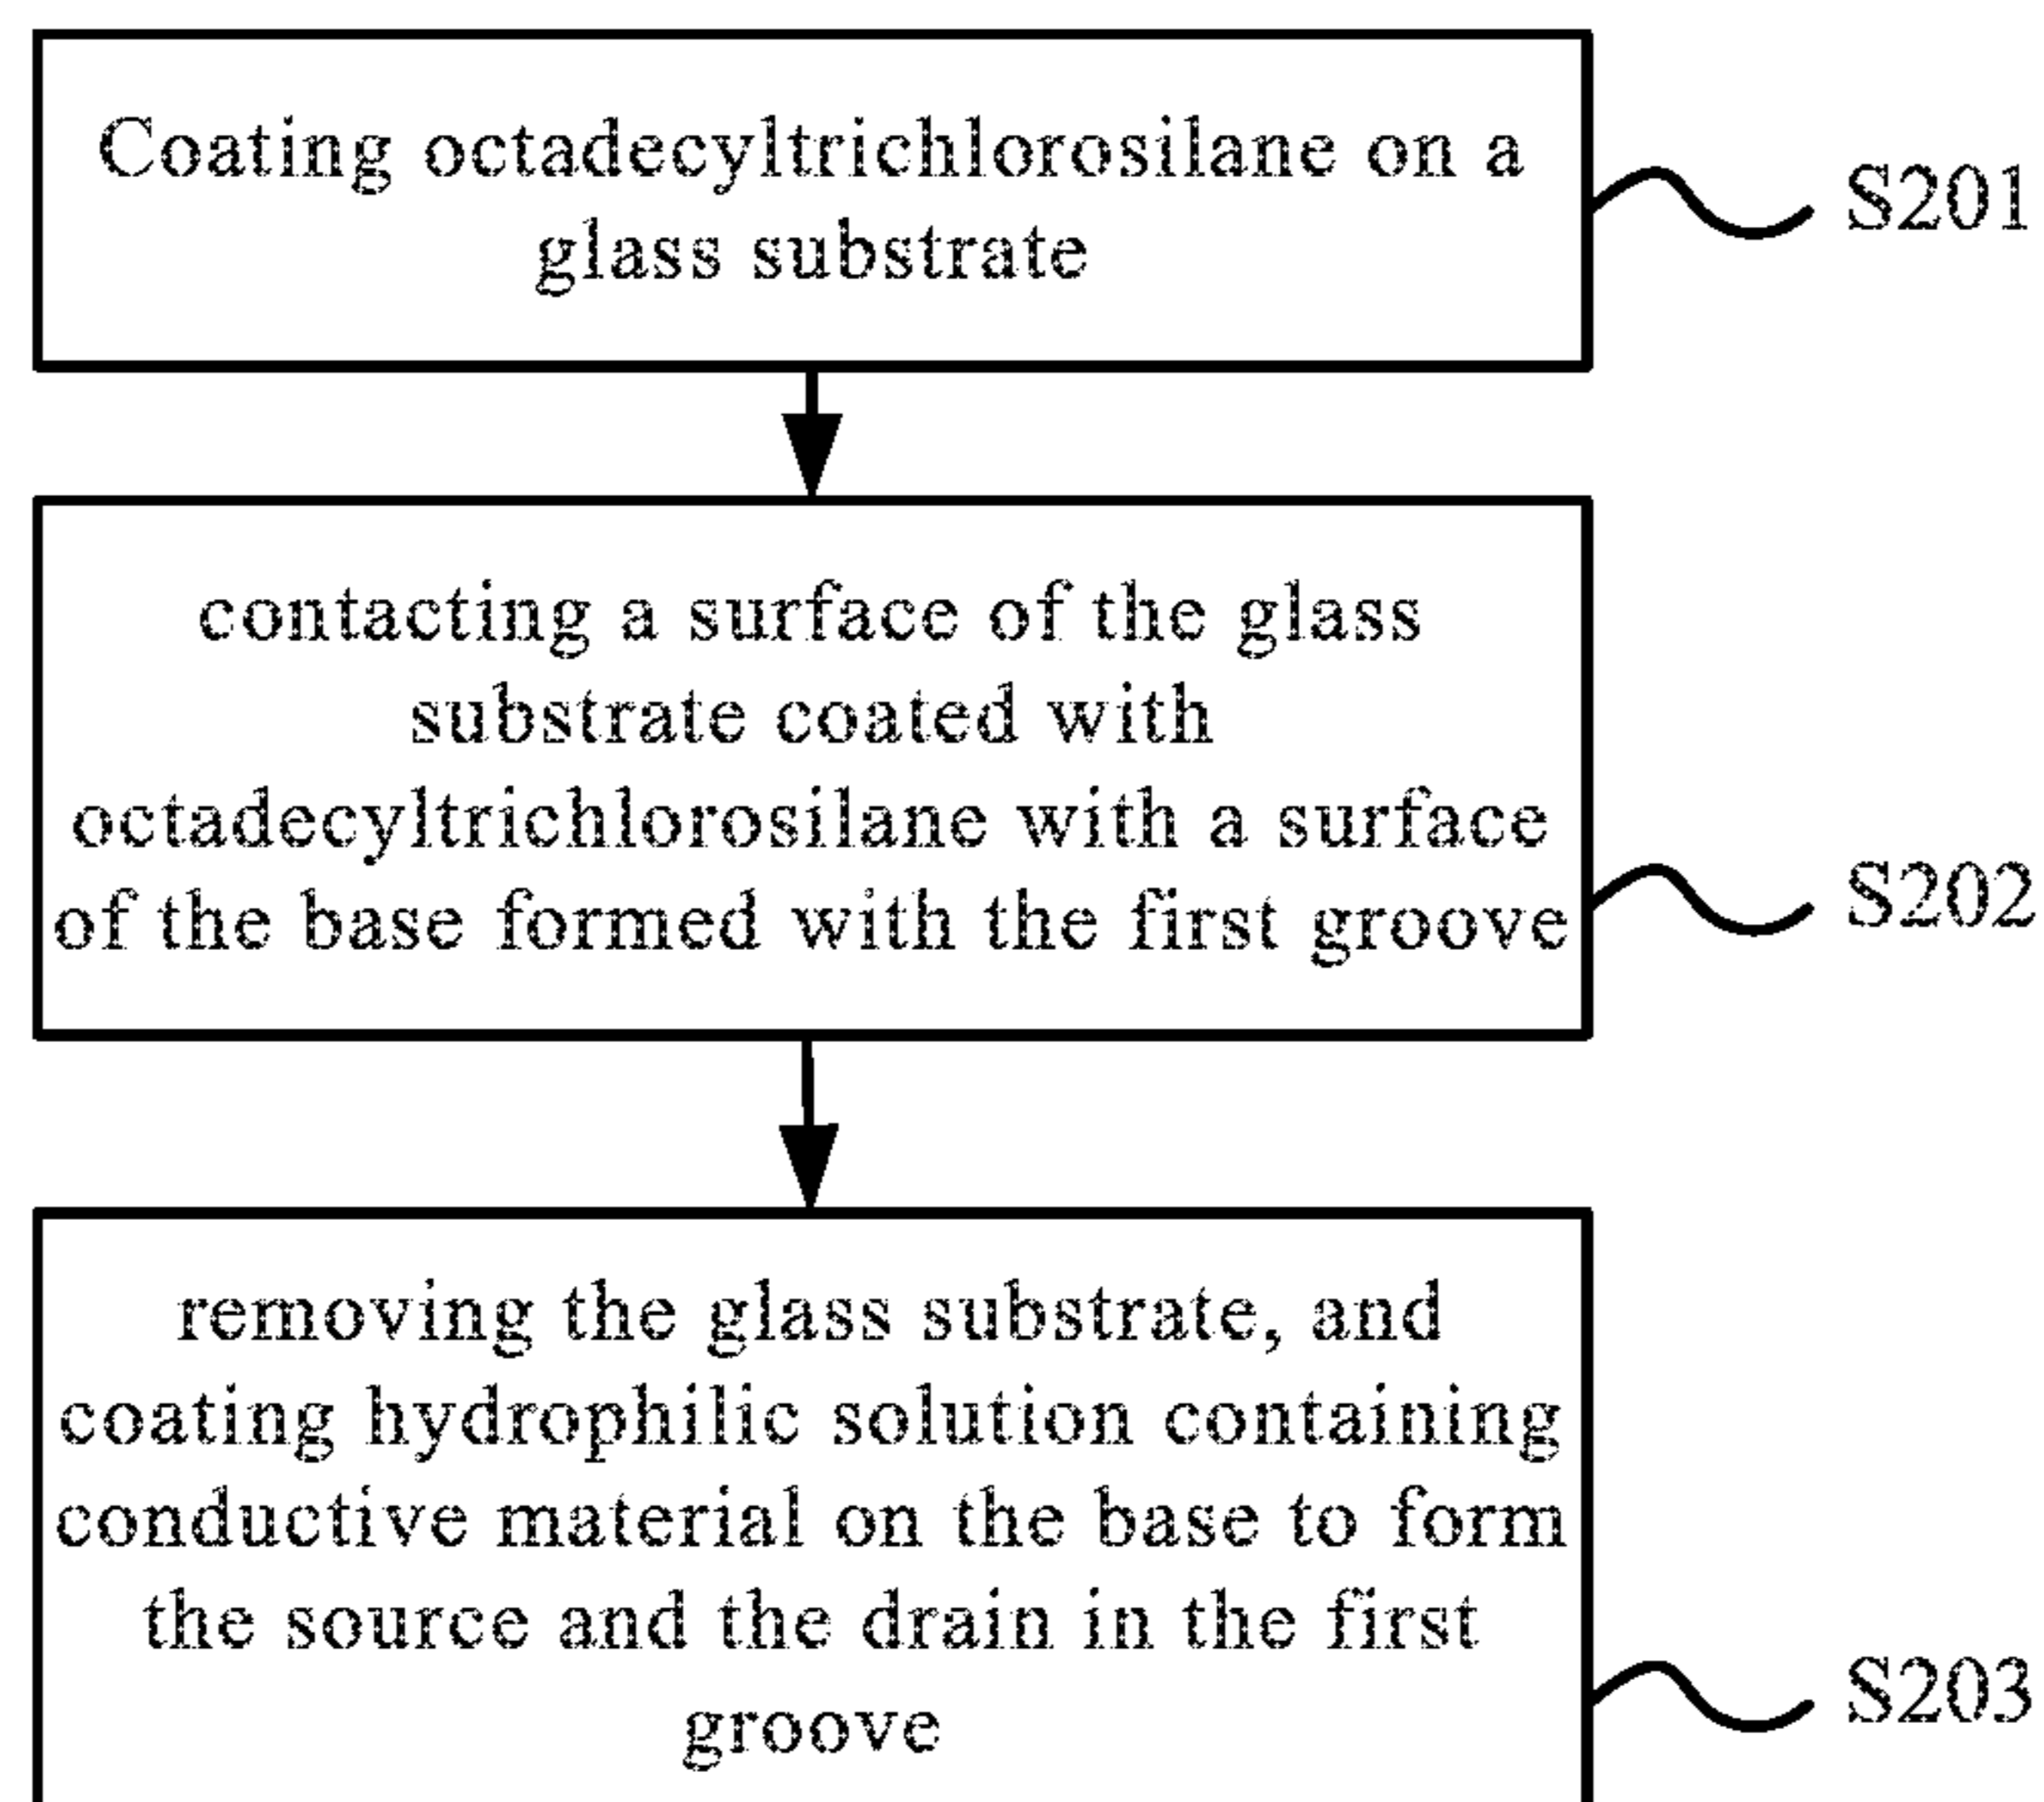 Coating octadecyltrichlorosilane on a
glass substrate
S201
contacting a surface of the glass
substrate coated with
octadecyltrichlorosilane with a surface
of the base formed with the first groove
S202
removing the glass substrate, and
coating hydrophilic solution containing
conductive material on the base to form
the source and the drain in the first
groove
S203